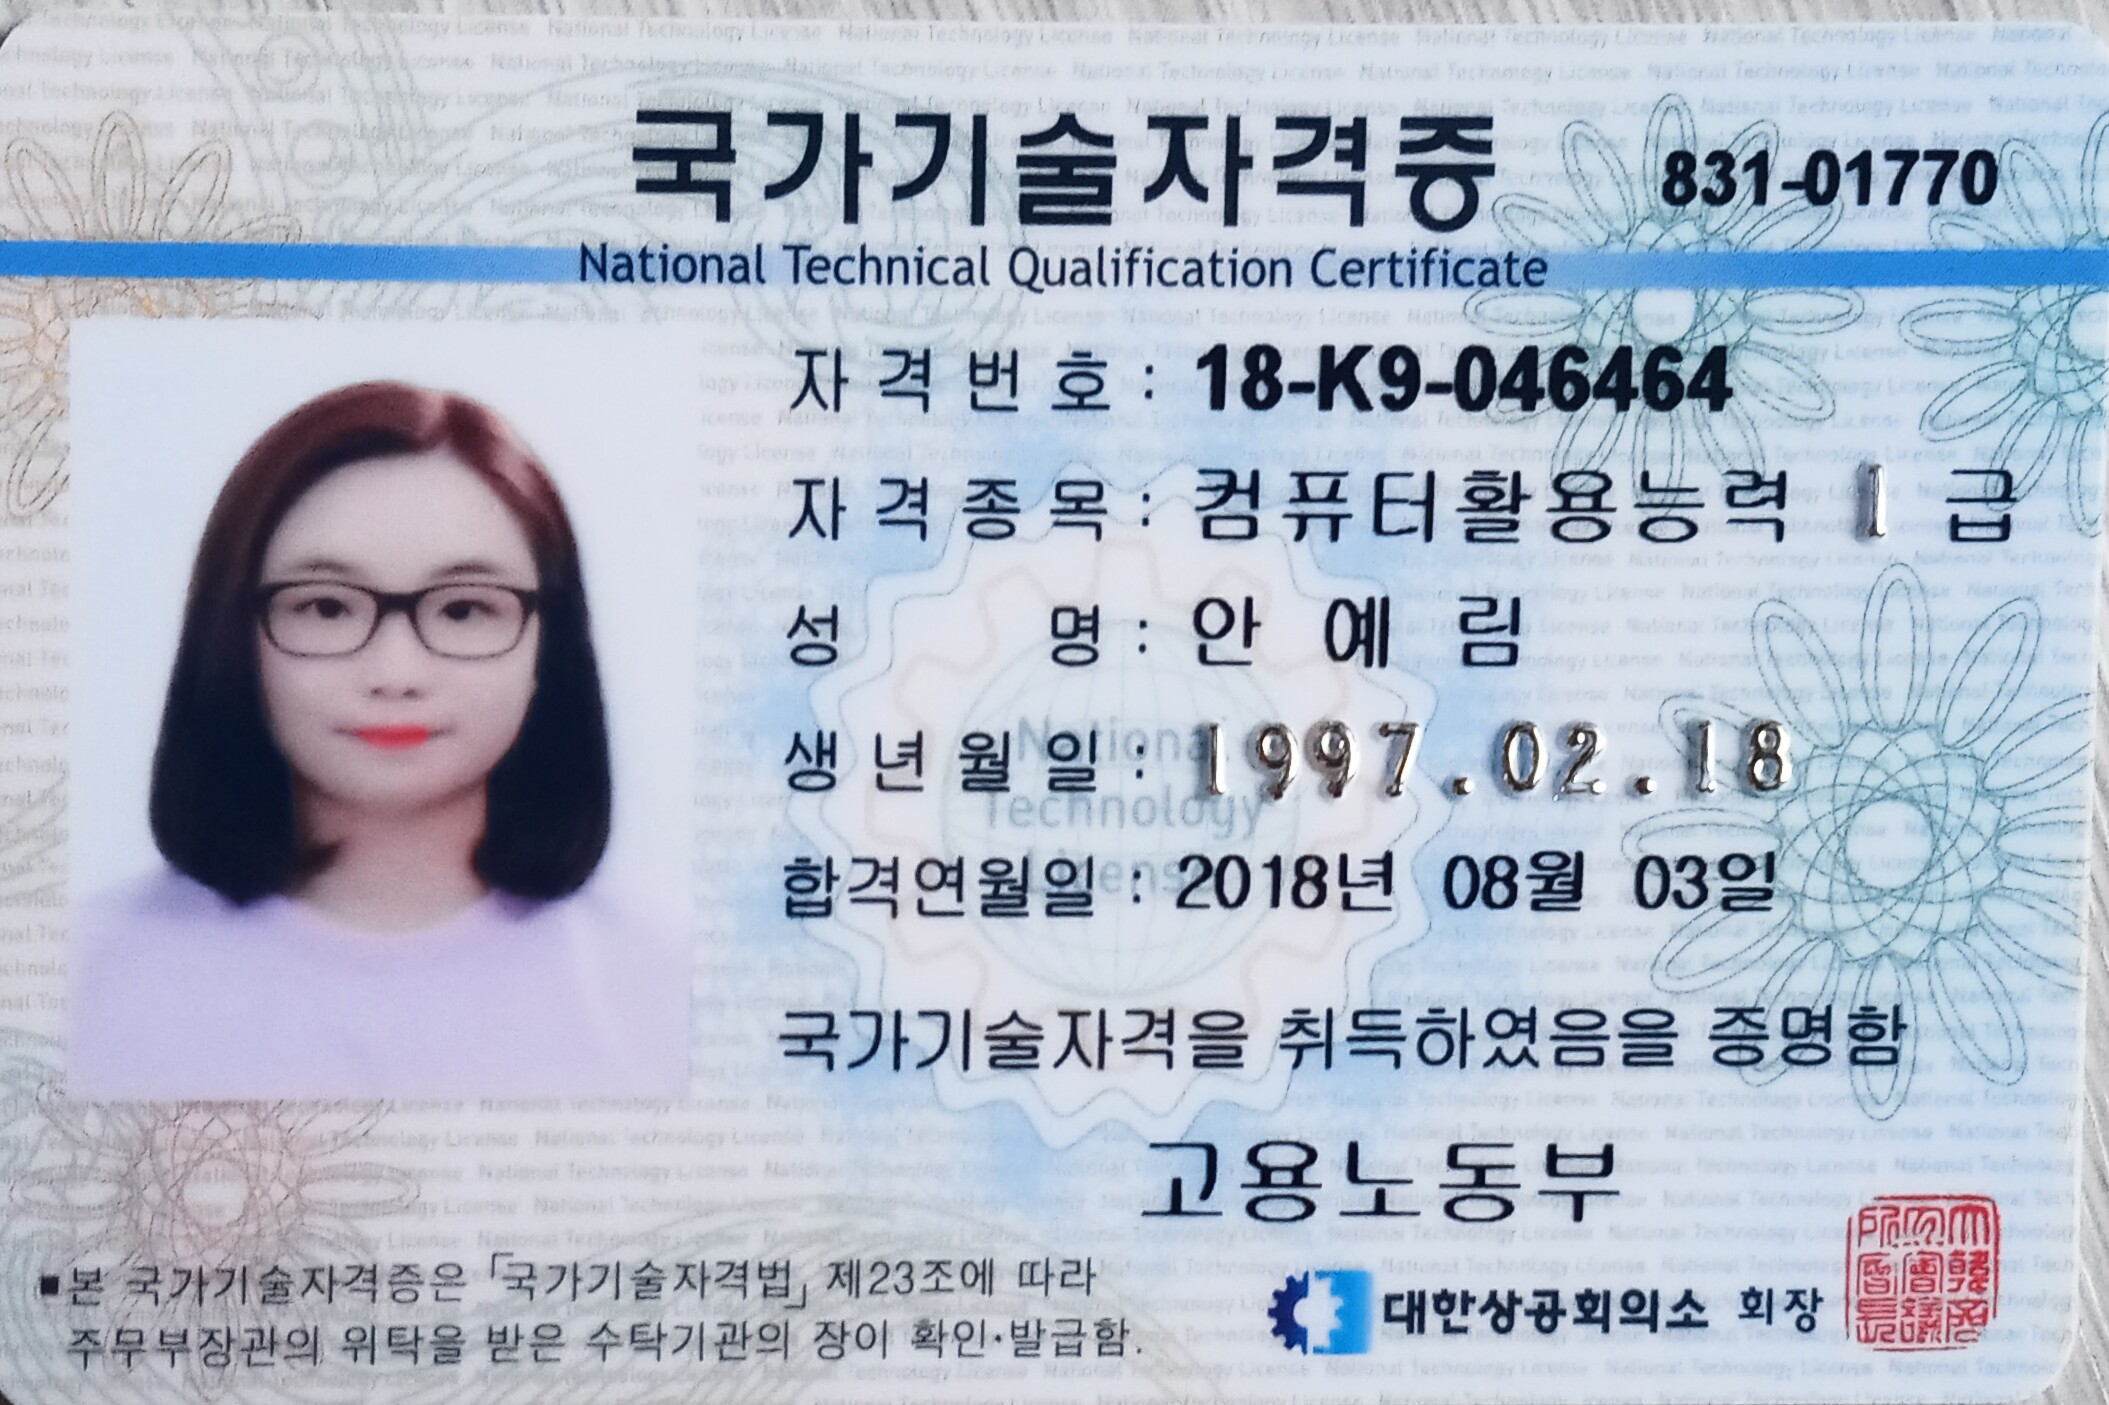 국가기술자격증
831-01770
National Technical Qualification Certificate
자격번호 : 18-K9-046464
자격종목 : 컴퓨터활용능력 1급
성 명 : 안 예 림
생년월일 : 1997.02.18
합격연월일 : 2018년 08월 03일
National
Technology
License
국가기술자격을 취득하였음을 증명함
고용노동부
■본 국가기술자격증은 「국가기술자격법」 제23조에 따라
주무부장관의 위탁을 받은 수탁기관의 장이 확인·발급함.
대한상공회의소 회장